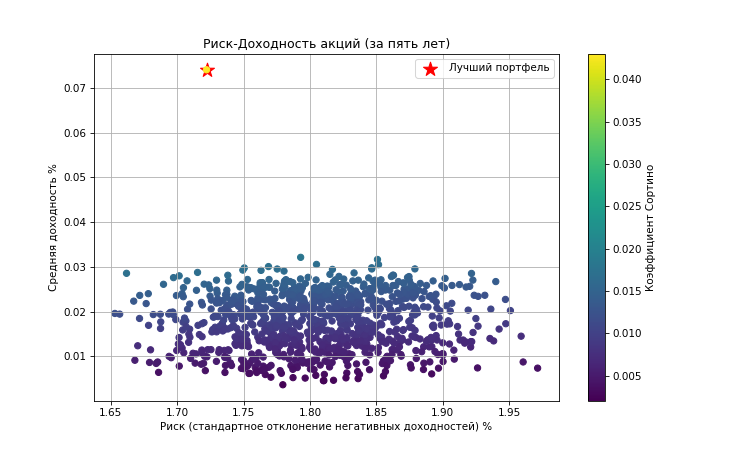 Риск-Доходность акций (за пять лет)
Лучший портфель
0.07
0.06
0.05
0.04
0.03
0.02
0.01
Средняя доходность %
1.65 1.70 1.75 1.80 1.85 1.90 1.95
Риск (стандартное отклонение негативных доходностей) %
0.040
0.035
0.030
0.025
0.020
0.015
0.010
0.005
Коэффициент Сортино